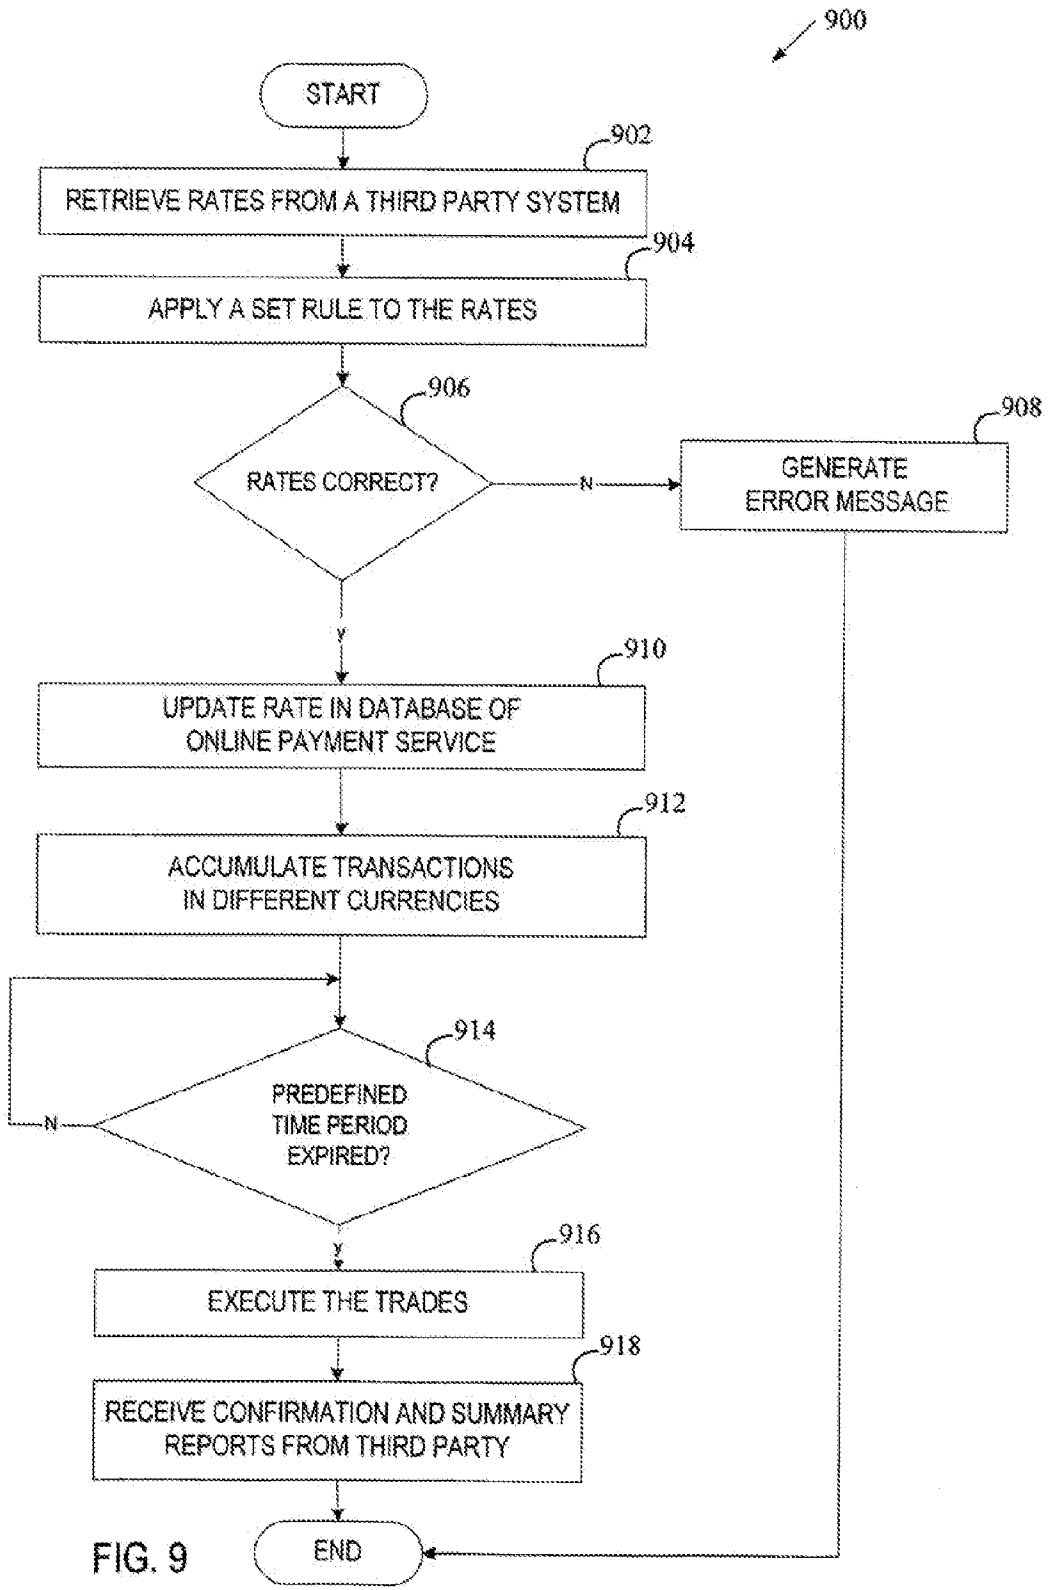 900
START
902
RETRIEVE RATES FROM A THIRD PARTY SYSTEM
904
APPLY A SET RULE TO THE RATES
906
RATES CORRECT?
N
908
GENERATE
ERROR MESSAGE
Y
910
UPDATE RATE IN DATABASE OF
ONLINE PAYMENT SERVICE
912
ACCUMULATE TRANSACTIONS
IN DIFFERENT CURRENCIES
914
PREDEFINED
TIME PERIOD
EXPIRED?
N
Y
916
EXECUTE THE TRADES
918
RECEIVE CONFIRMATION AND SUMMARY
REPORTS FROM THIRD PARTY
END
FIG. 9